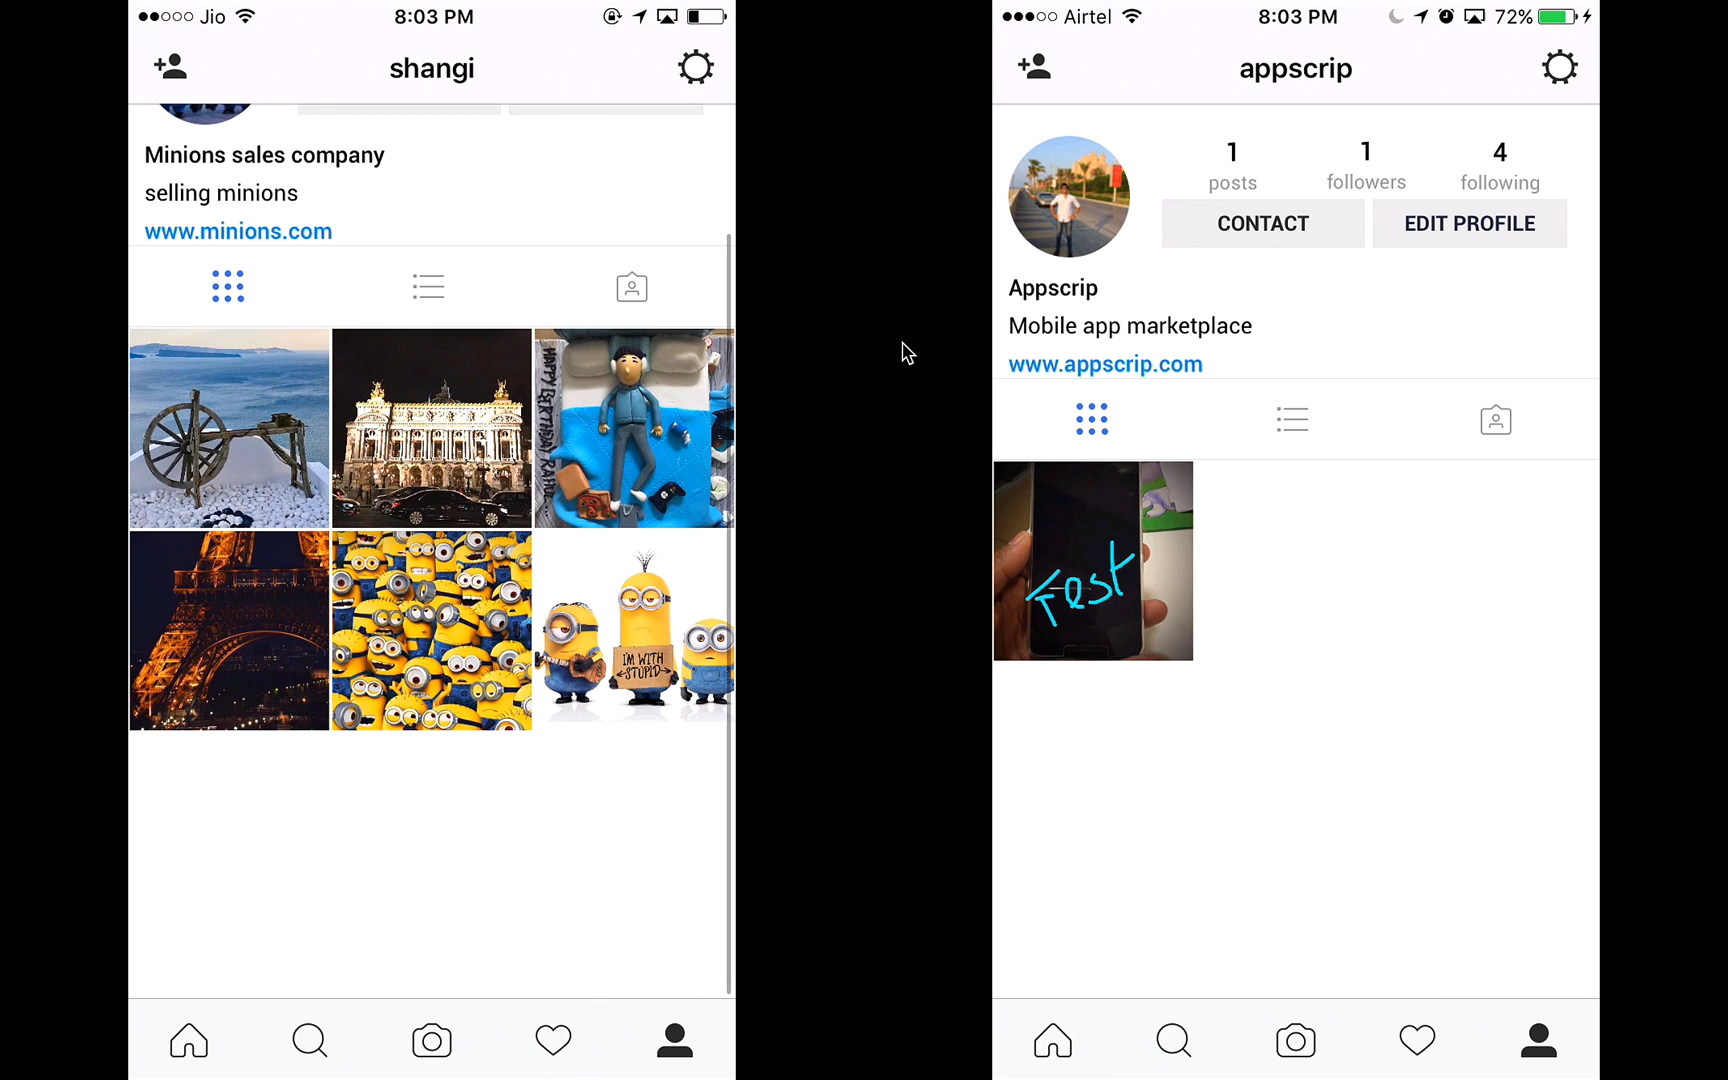 Jio 8:03 PM
shangi
Minions sales company
selling minions
www.minions.com
HAPPY BIRTHDAY
I'M WITH
STUPID
Airtel 8:03 PM 72%
appscrip
1 1 4
posts followers following
CONTACT EDIT PROFILE
Appscrip
Mobile app marketplace
www.appscrip.com
Test